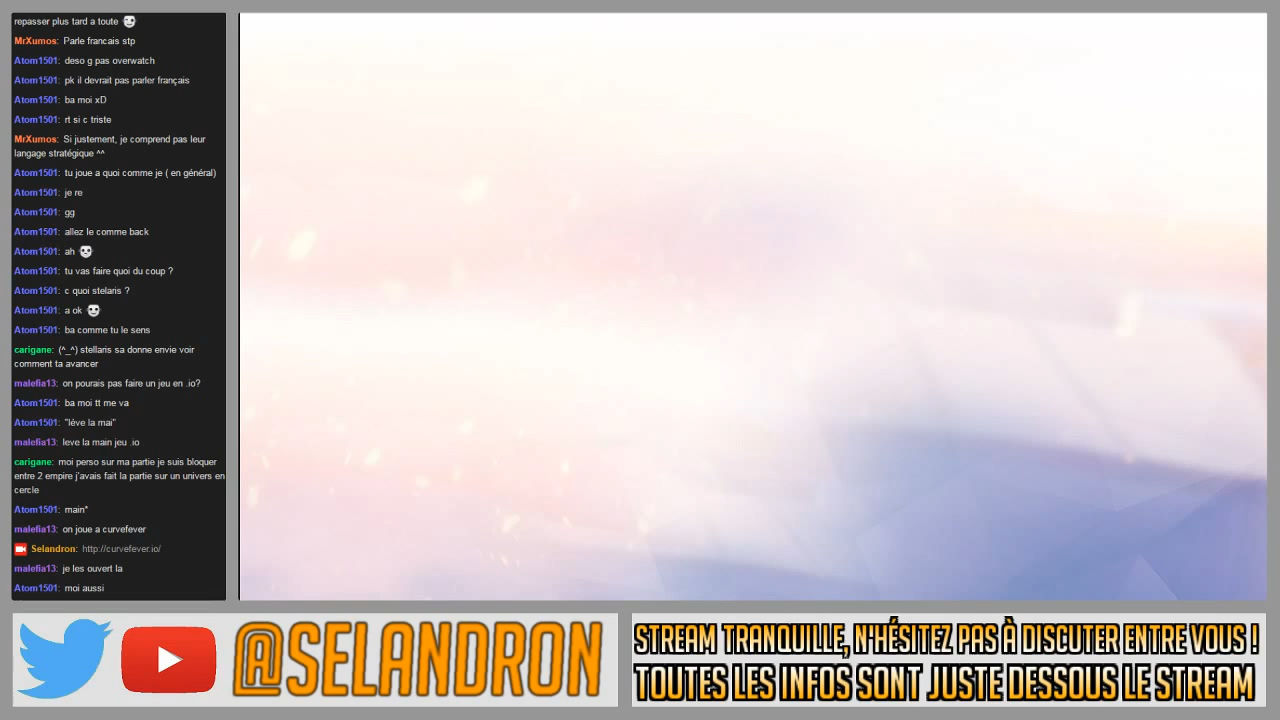 repasser plus tard a toute
MrXumos: Parle francais stp
Atom1501: deso g pas overwatch
Atom1501: pk il devrait pas parler français
Atom1501: ba moi xD
Atom1501: rt si c triste
MrXumos: Si justement, je comprend pas leur
langage stratégique ^^
Atom1501: tu joue a quoi comme je ( en général)
Atom1501: je re
Atom1501: gg
Atom1501: allez le comme back
Atom1501: ah
Atom1501: tu vas faire quoi du coup ?
Atom1501: c quoi stelaris ?
Atom1501: a ok
Atom1501: ba comme tu le sens
carigane: (^_^) stellaris sa donne envie voir
comment ta avancer
malefia13: on pourais pas faire un jeu en .io?
Atom1501: ba moi tt me va
Atom1501: "léve la mai"
malefia13: leve la main jeu .io
carigane: moi perso sur ma partie je suis bloquer
entre 2 empire j'avais fait la partie sur un univers en
cercle
Atom1501: main*
malefia13: on joue a curvefever
Selandron: http://curvefever.io/
malefia13: je les ouvert la
Atom1501: moi aussi
@SELANDRON
STREAM TRANQUILLE, N'HÉSITEZ PAS À DISCUTER ENTRE VOUS !
TOUTES LES INFOS SONT JUSTE DESSOUS LE STREAM